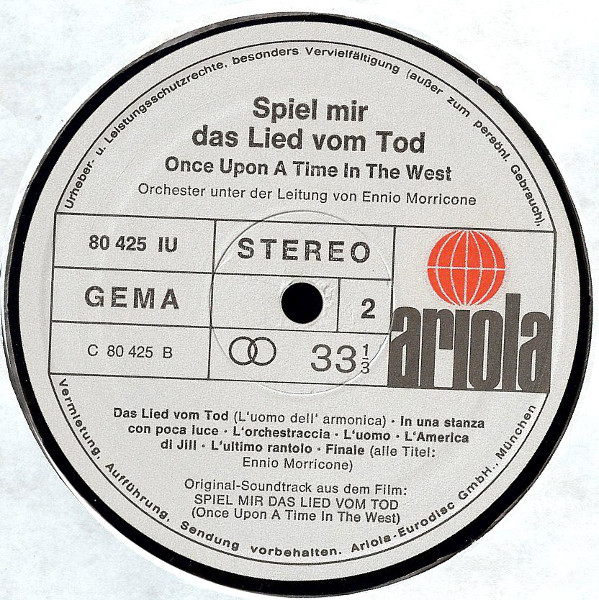 Urheber- u. Leistungsschutzrechte, besonders Vervielfältigung (außer zum persönl. Gebrauch),
Spiel mir
das Lied vom Tod
Once Upon A Time In The West
Orchester unter der Leitung von Ennio Morricone
80 425 IU
STEREO
GEMA
2
C 80 425 B
33 1/3
ariola
Das Lied vom Tod (L'uomo dell' armonica) · In una stanza
con poca luce · L'orchestraccia · L'uomo · L'America
di Jill · L'ultimo rantolo · Finale (alle Titel:
Ennio Morricone)
Original-Soundtrack aus dem Film:
SPIEL MIR DAS LIED VOM TOD
(Once Upon A Time In The West)
Vermietung, Aufführung, Sendung vorbehalten. Ariola-Eurodisc GmbH., München